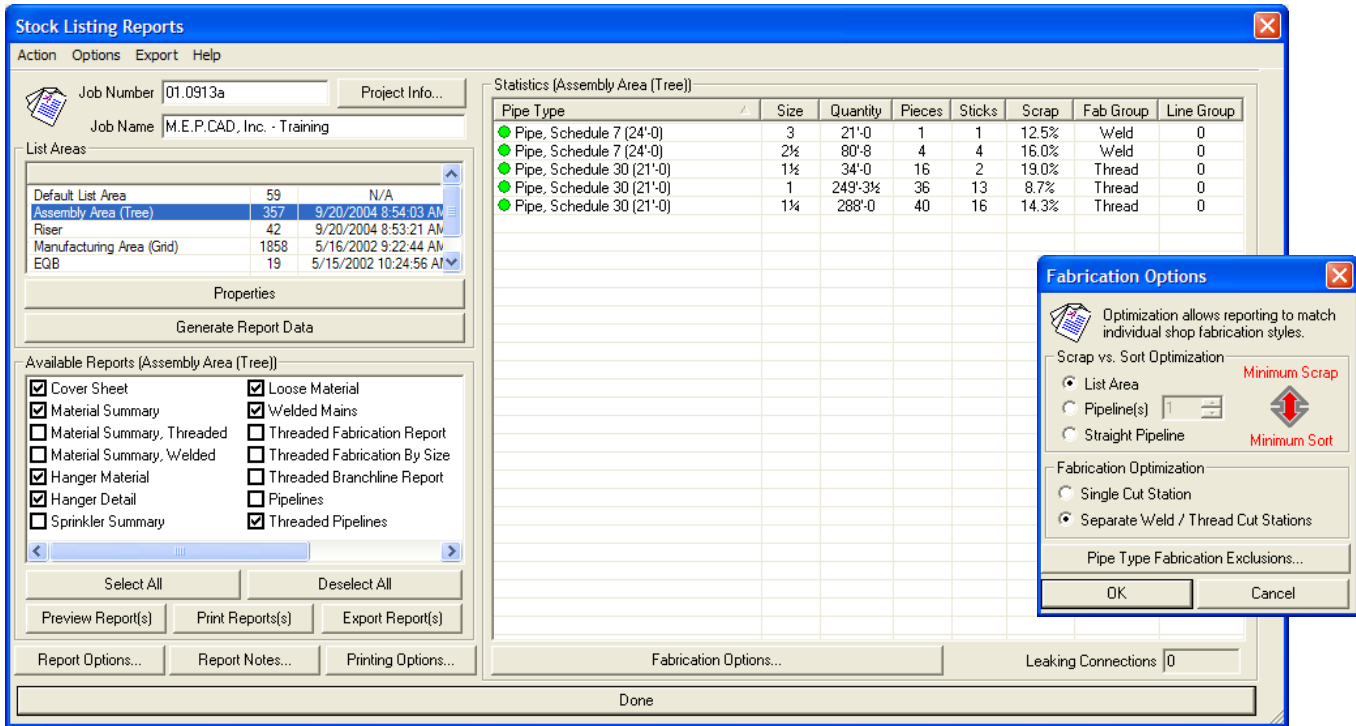 Stock Listing Reports
Action Options Export Help
Job Number 01.0913a Project Info...
Job Name M.E.P.CAD, Inc. - Training
List Areas
Default List Area 59 N/A
Assembly Area (Tree) 357 9/20/2004 8:54:03 AM
Riser 42 9/20/2004 8:53:21 AM
Manufacturing Area (Grid) 1858 5/16/2002 9:22:44 AM
EQB 19 5/15/2002 10:24:56 AM
Properties
Generate Report Data
Available Reports (Assembly Area (Tree))
Cover Sheet Loose Material
Material Summary Welded Mains
Material Summary, Threaded Threaded Fabrication Report
Material Summary, Welded Threaded Fabrication By Size
Hanger Material Threaded Branchline Report
Hanger Detail Pipelines
Sprinkler Summary Threaded Pipelines
Select All Deselect All
Preview Report(s) Print Reports(s) Export Report(s)
Report Options... Report Notes... Printing Options...
Statistics (Assembly Area (Tree))
Pipe Type Size Quantity Pieces Sticks Scrap Fab Group Line Group
Pipe, Schedule 7 (24'-0) 3 21'-0 1 1 12.5% Weld 0
Pipe, Schedule 7 (24'-0) 2½ 80'-8 4 4 16.0% Weld 0
Pipe, Schedule 30 (21'-0) 1½ 34'-0 16 2 19.0% Thread 0
Pipe, Schedule 30 (21'-0) 1 249'-3½ 36 13 8.7% Thread 0
Pipe, Schedule 30 (21'-0) 1¼ 288'-0 40 16 14.3% Thread 0
Fabrication Options... Leaking Connections 0
Done
Fabrication Options
Optimization allows reporting to match
individual shop fabrication styles.
Scrap vs. Sort Optimization
Minimum Scrap
List Area
Pipeline(s) 1
Straight Pipeline
Minimum Sort
Fabrication Optimization
Single Cut Station
Separate Weld / Thread Cut Stations
Pipe Type Fabrication Exclusions...
OK Cancel